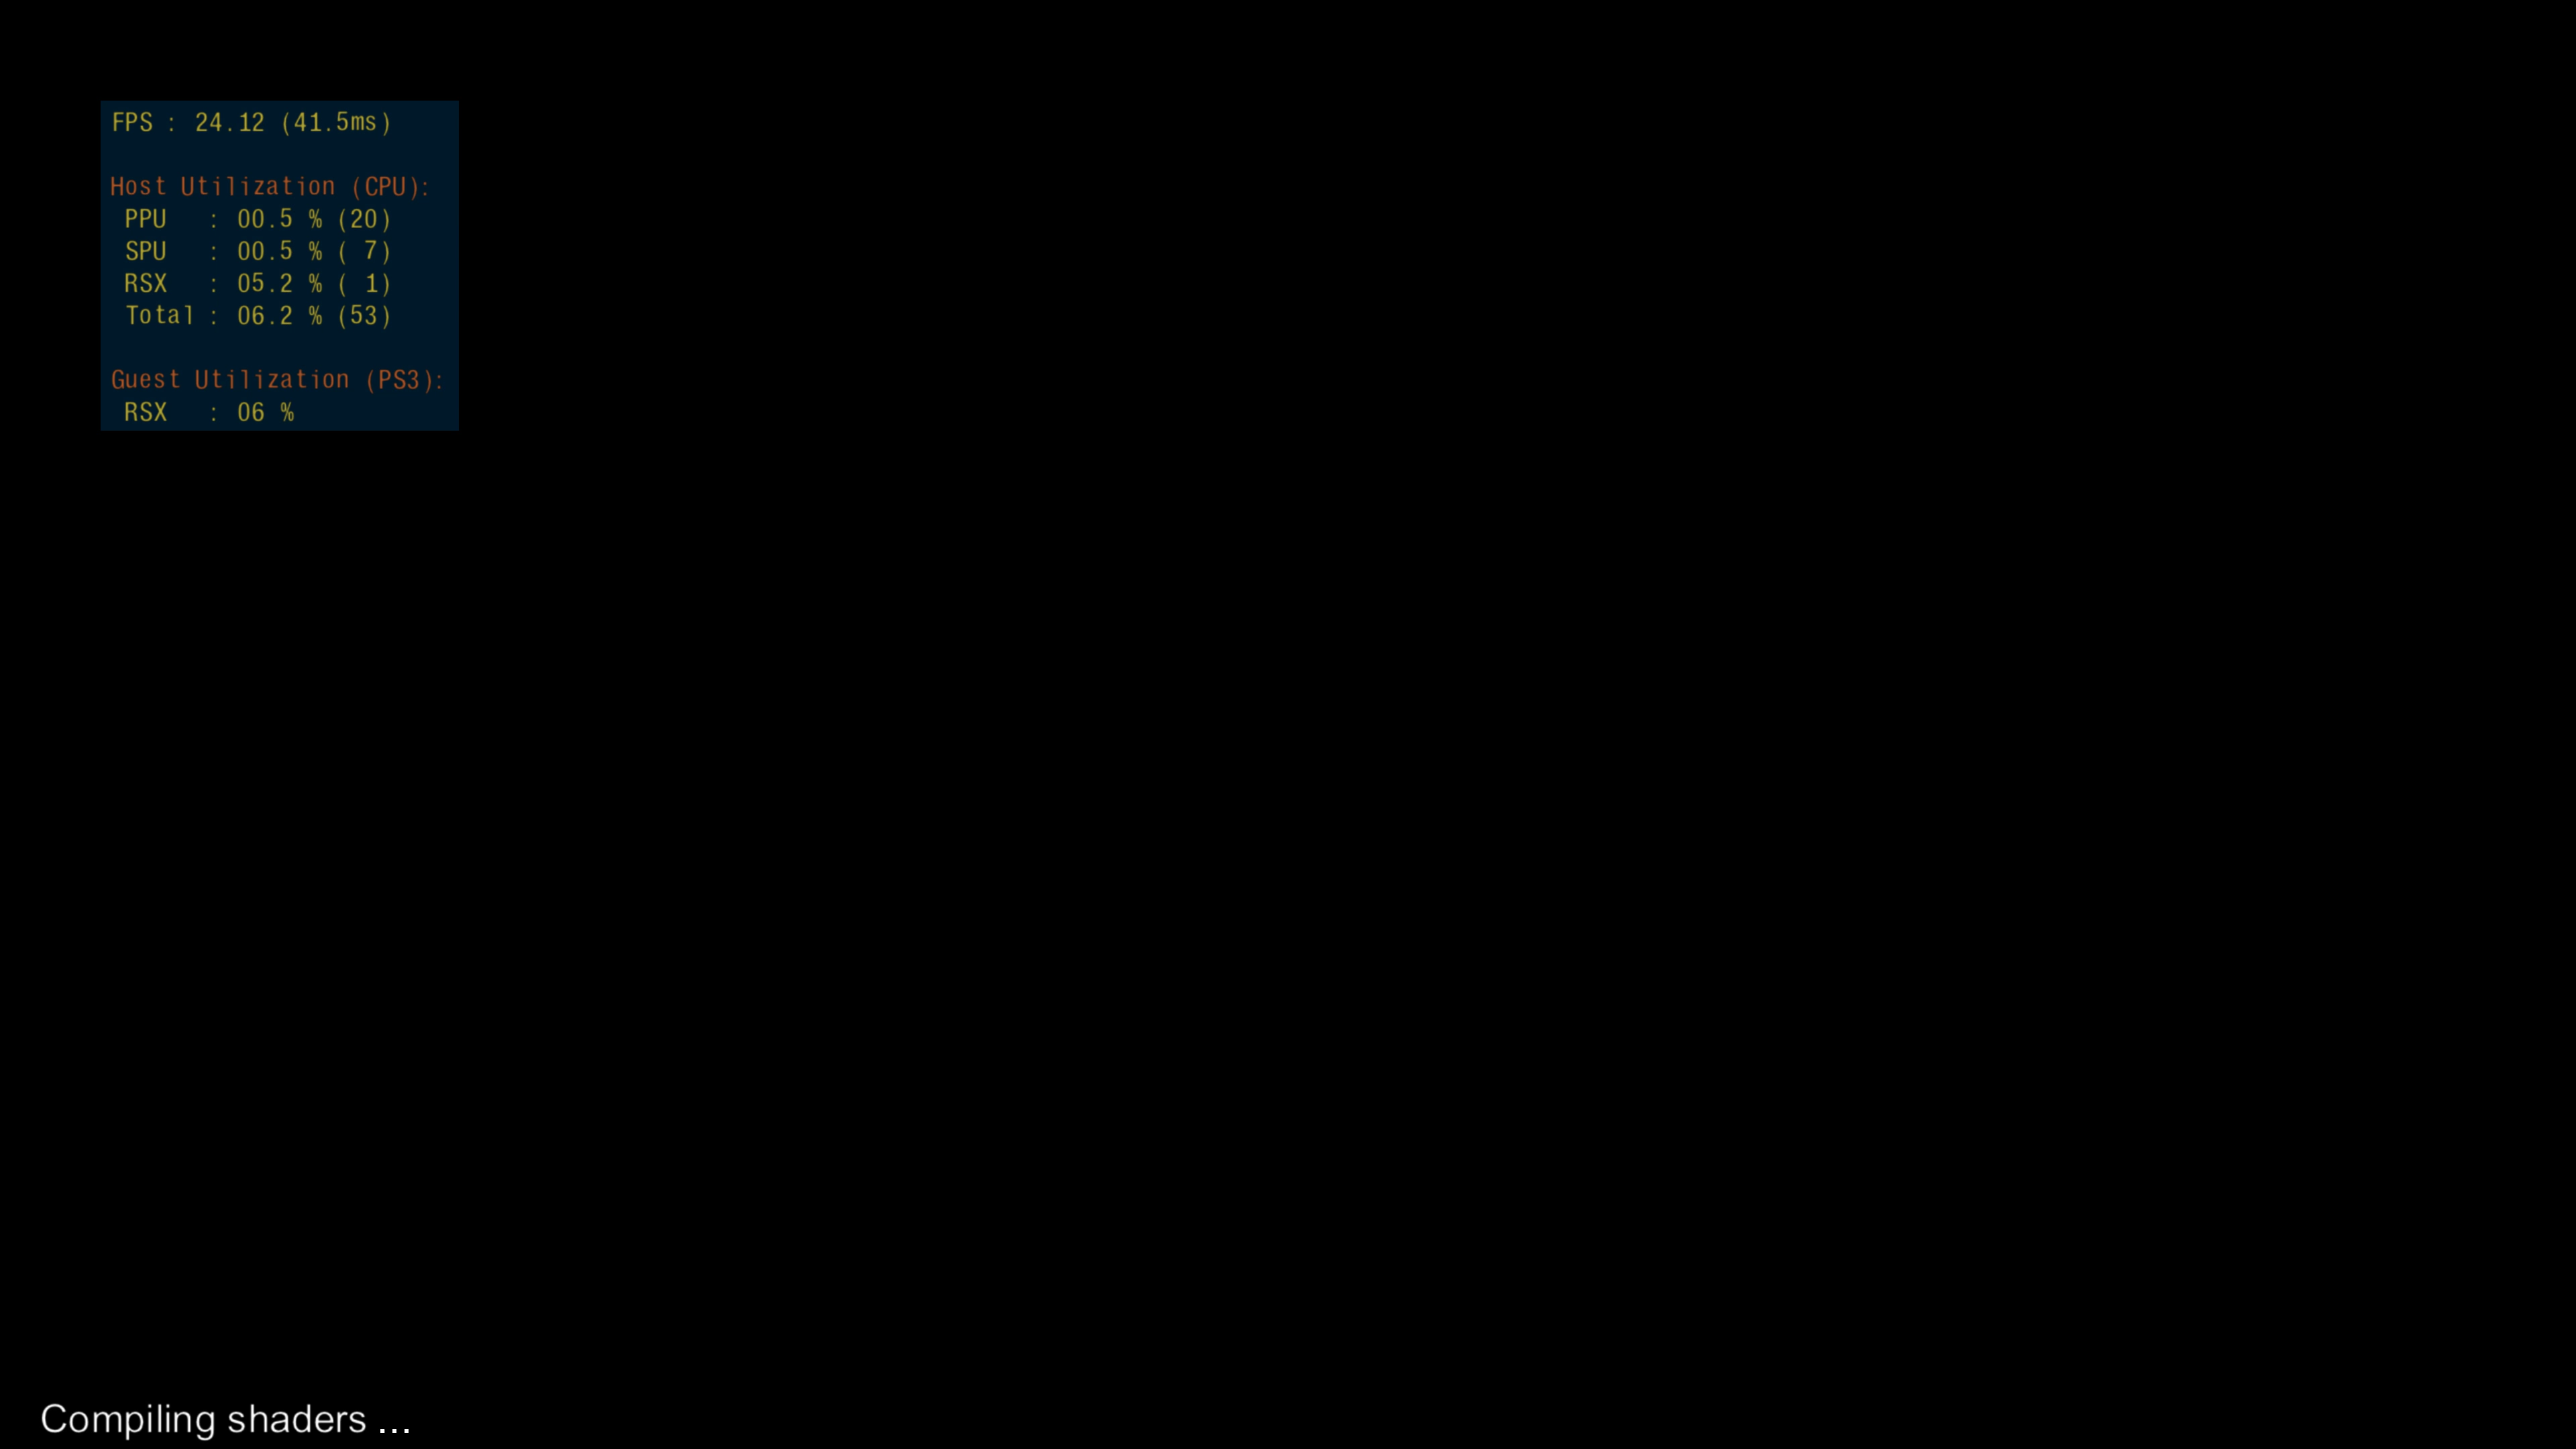 FPS : 24.12 (41.5ms)
Host Utilization (CPU):
PPU : 00.5 % (20)
SPU : 00.5 % ( 7)
RSX : 05.2 % ( 1)
Total : 06.2 % (53)
Guest Utilization (PS3):
RSX : 06 %
Compiling shaders ...